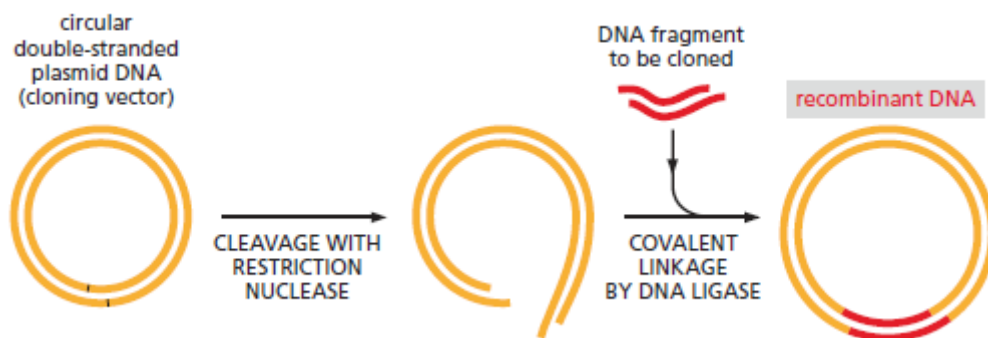 circular
double-stranded
plasmid DNA
(cloning vector)
CLEAVAGE WITH
RESTRICTION
NUCLEASE
DNA fragment
to be cloned
COVALENT
LINKAGE
BY DNA LIGASE
recombinant DNA